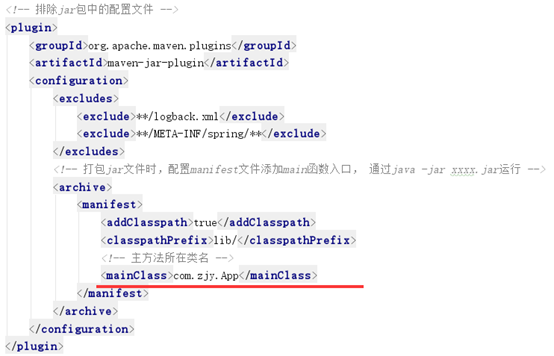 <!-- 排除jar包中的配置文件 -->
<plugin>
<groupId>org.apache.maven.plugins</groupId>
<artifactId>maven-jar-plugin</artifactId>
<configuration>
<excludes>
<exclude>**/logback.xml</exclude>
<exclude>**/META-INF/spring/**</exclude>
</excludes>
<!-- 打包jar文件时，配置manifest文件添加main函数入口， 通过java -jar xxxx.jar运行 -->
<archive>
<manifest>
<addClasspath>true</addClasspath>
<classpathPrefix>lib/</classpathPrefix>
<!-- 主方法所在类名 -->
<mainClass>com.zjy.App</mainClass>
</manifest>
</archive>
</configuration>
</plugin>